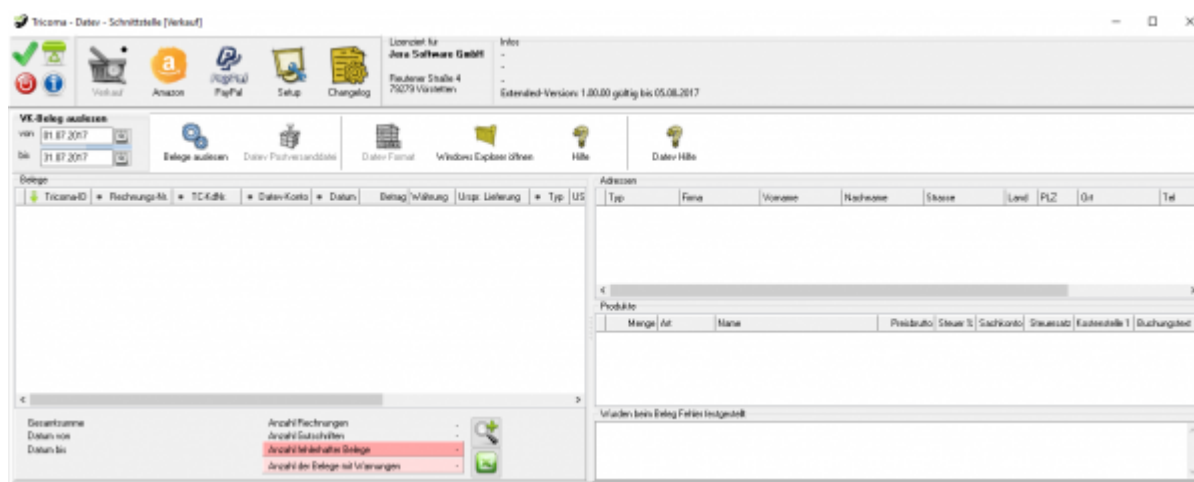 Tricoma - Datev - Schnittstelle [Verkauf]
Lizenziert für
Jera Software GmbH
Reutener Straße 4
79279 Vörstetten
Infos
-
-
-
Extended-Version: 1.00.00 gültig bis 05.08.2017
Verkauf
Amazon
PayPal
PayPal
Setup
Changelog
VK-Beleg auslesen
von 01.07.2017
bis 31.07.2017
Belege auslesen
Datev Postversanddatei
Datev Format
Windows Explorer öffnen
Hilfe
Datev Hilfe
Belege
Tricoma-ID Rechnungs-Nr. TC-KdNr. Datev-Konto Datum Betrag Währung Urspr. Lieferung Typ US
Adressen
Typ Firma Vorname Nachname Strasse Land PLZ Ort Tel
Produkte
Menge Art Name Preisbrutto Steuer % Sachkonto Steuersatz Kostenstelle 1 Buchungstext
Gesamtsumme
Datum von
Datum bis
Anzahl Rechnungen -
Anzahl Gutschriften -
Anzahl fehlerhafter Belege -
Anzahl der Belege mit Warnungen -
Wurden beim Beleg Fehler festgestellt